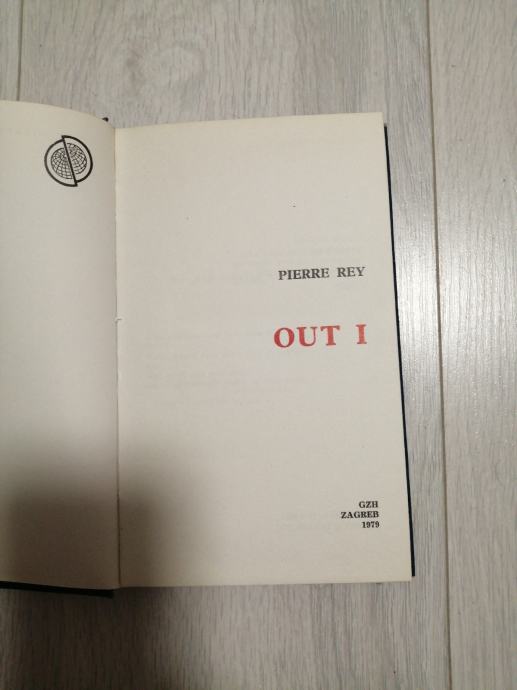 PIERRE REY
OUT I
GZH
ZAGREB
1979